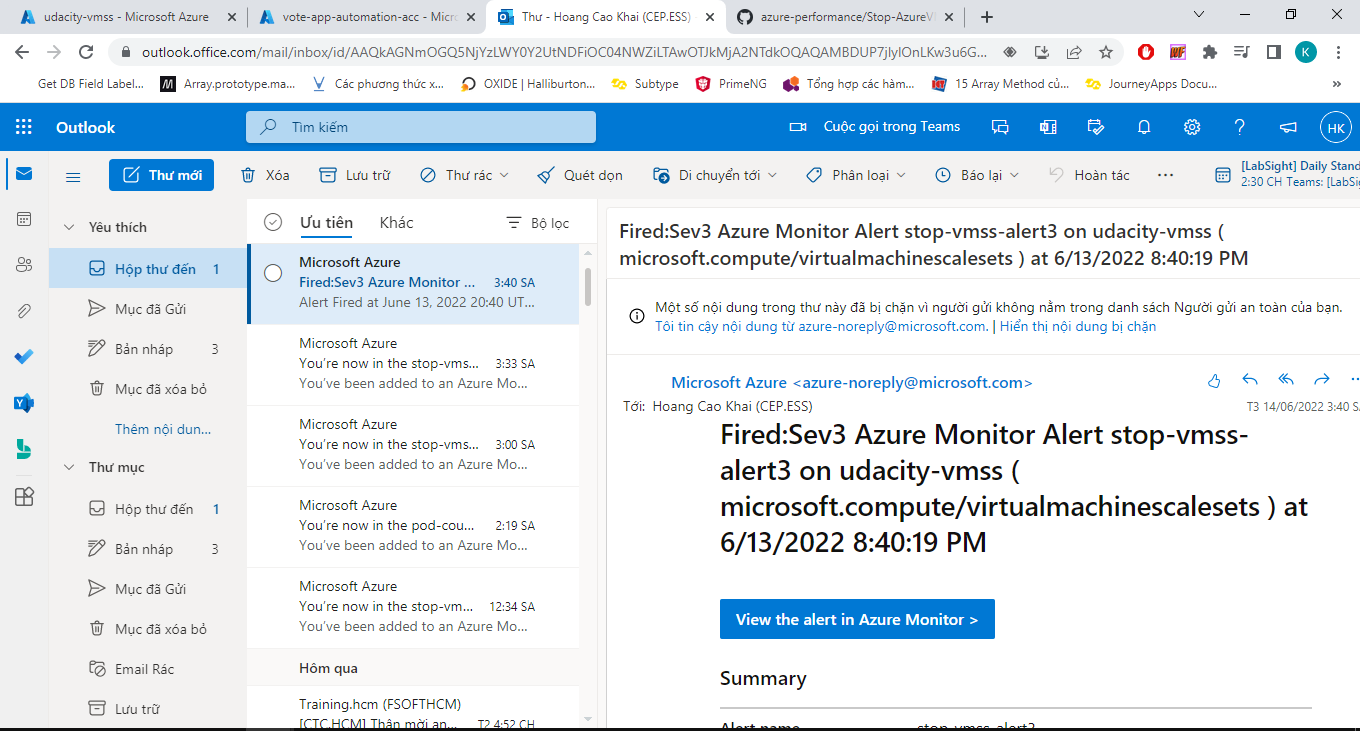 udacity-vmss - Microsoft Azure
vote-app-automation-acc - Micro
Thư - Hoang Cao Khai (CEP.ESS)
azure-performance/Stop-AzureV
outlook.office.com/mail/inbox/id/AAQkAGNmOGQ5NjYzLWY0Y2UtNDFiOC04NWZiLTAwOTJkMjA2NTdkOQAQAMBDUP7jlyIOnLKw3u6G...
K
Get DB Field Label...
Array.prototype.ma...
Các phương thức x...
OXIDE | Halliburton...
Subtype
PrimeNG
Tổng hợp các hàm...
15 Array Method củ...
JourneyApps Docu...
»
Outlook
Tìm kiếm
Cuộc gọi trong Teams
HK
Thư mới
Xóa
Lưu trữ
Thư rác
Quét dọn
Di chuyển tới
Phân loại
Báo lại
Hoàn tác
[LabSight] Daily Stand
2:30 CH Teams: [LabSig
Yêu thích
Hộp thư đến 1
Mục đã Gửi
Bản nháp 3
Mục đã xóa bỏ
Thêm nội dun...
Thư mục
Hộp thư đến 1
Bản nháp 3
Mục đã Gửi
Mục đã xóa bỏ
Email Rác
Lưu trữ
Ưu tiên Khác Bộ lọc
Microsoft Azure
Fired:Sev3 Azure Monitor ... 3:40 SA
Alert Fired at June 13, 2022 20:40 UT...
Microsoft Azure
You're now in the stop-vms... 3:33 SA
You've been added to an Azure Mo...
Microsoft Azure
You're now in the stop-vms... 3:00 SA
You've been added to an Azure Mo...
Microsoft Azure
You're now in the pod-cou... 2:19 SA
You've been added to an Azure Mo...
Microsoft Azure
You're now in the stop-vm... 12:34 SA
You've been added to an Azure Mo...
Hôm qua
Training.hcm (FSOFTHCM)
[CTC.HCM] Thân mời an... T2 4:52 CH
Fired:Sev3 Azure Monitor Alert stop-vmss-alert3 on udacity-vmss (
microsoft.compute/virtualmachinescalesets ) at 6/13/2022 8:40:19 PM
Một số nội dung trong thư này đã bị chặn vì người gửi không nằm trong danh sách Người gửi an toàn của bạn.
Tôi tin cậy nội dung từ azure-noreply@microsoft.com. | Hiển thị nội dung bị chặn
Microsoft Azure <azure-noreply@microsoft.com>
Tới: Hoang Cao Khai (CEP.ESS)
T3 14/06/2022 3:40 SA
Fired:Sev3 Azure Monitor Alert stop-vmss-
alert3 on udacity-vmss (
microsoft.compute/virtualmachinescalesets ) at
6/13/2022 8:40:19 PM
View the alert in Azure Monitor >
Summary
Alert name stop-vmss-alert3